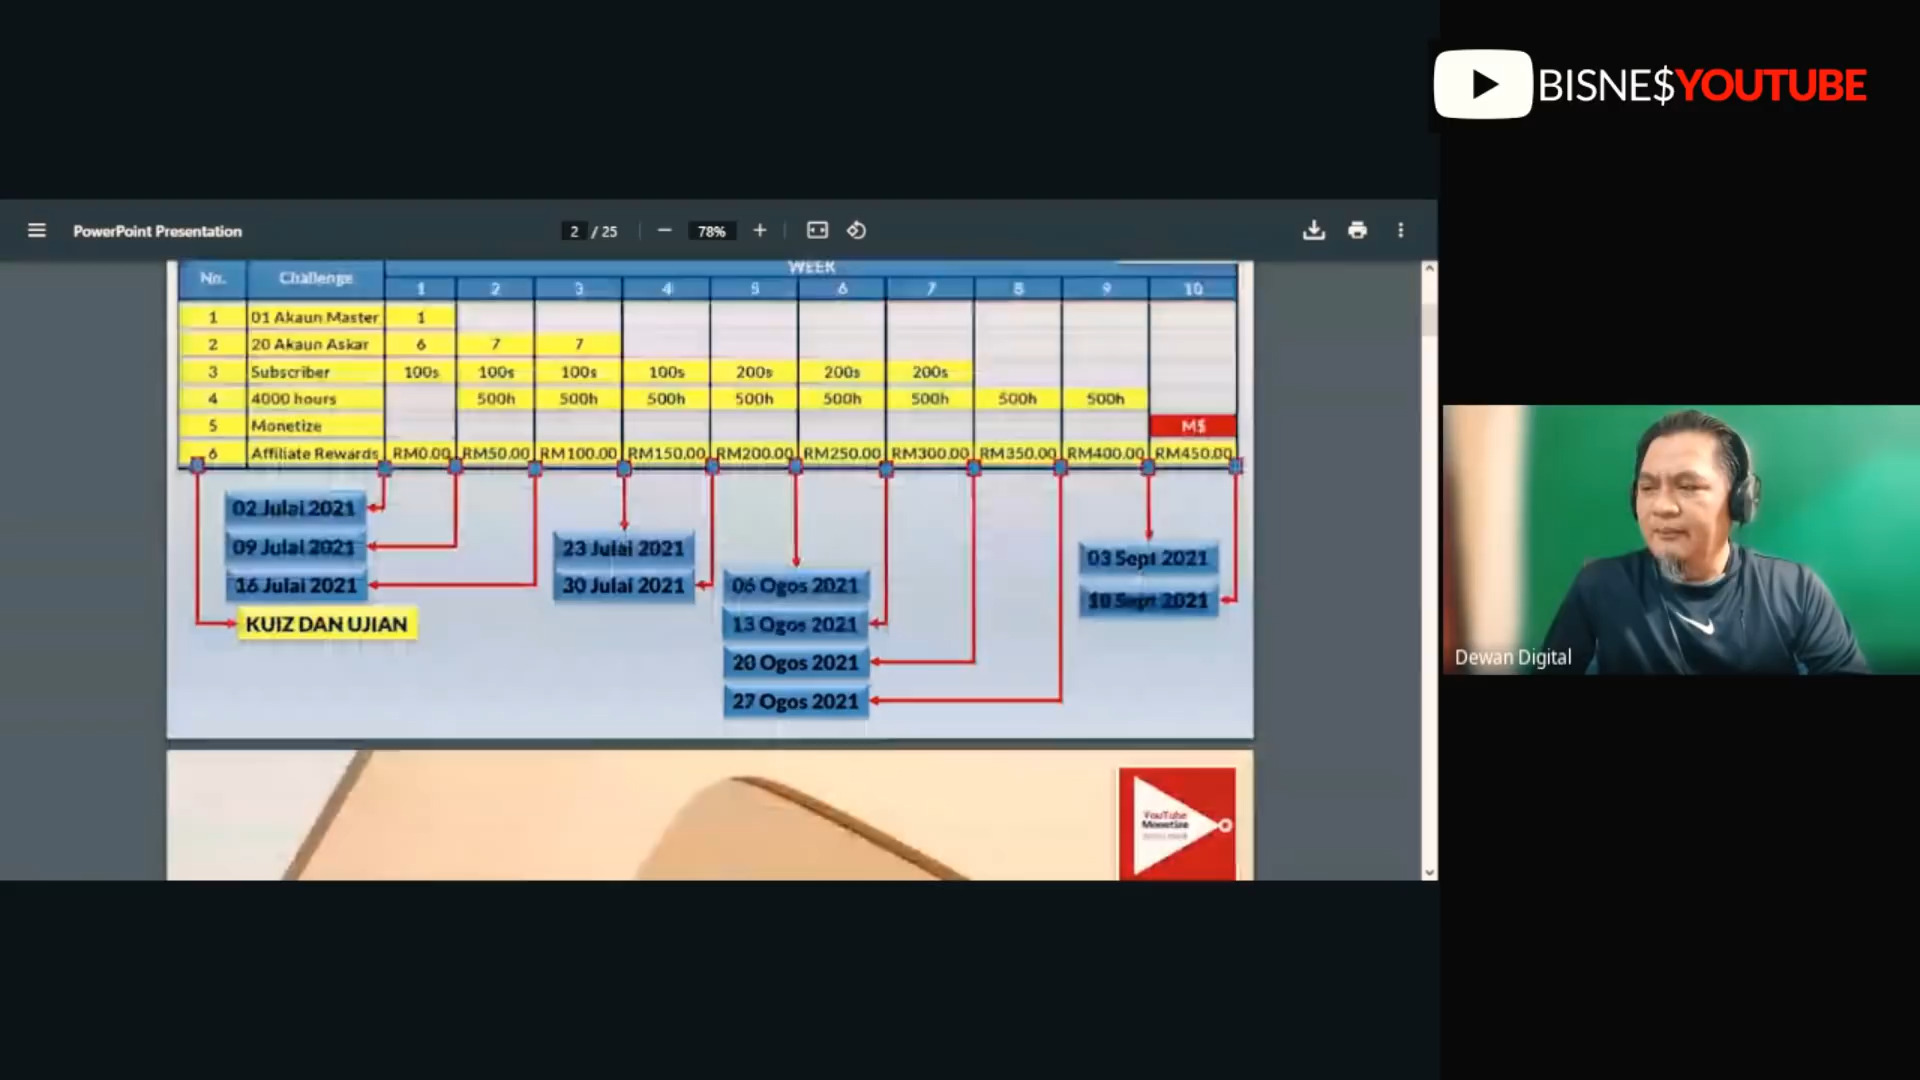 BISNE$YOUTUBE
PowerPoint Presentation 2 / 25 78%
WEEK
No. Challenge 1 2 3 4 5 6 7 8 9 10
1 01 Akaun Master 1
2 20 Akaun Askar 6 7 7
3 Subscriber 100s 100s 100s 100s 200s 200s 200s
4 4000 hours 500h 500h 500h 500h 500h 500h 500h 500h
5 Monetize M$
6 Affiliate Rewards RM0.00 RM50.00 RM100.00 RM150.00 RM200.00 RM250.00 RM300.00 RM350.00 RM400.00 RM450.00
02 Julai 2021
09 Julai 2021
16 Julai 2021
KUIZ DAN UJIAN
23 Julai 2021
30 Julai 2021
06 Ogos 2021
13 Ogos 2021
20 Ogos 2021
27 Ogos 2021
03 Sept 2021
10 Sept 2021
Dewan Digital
YouTube
Monetize